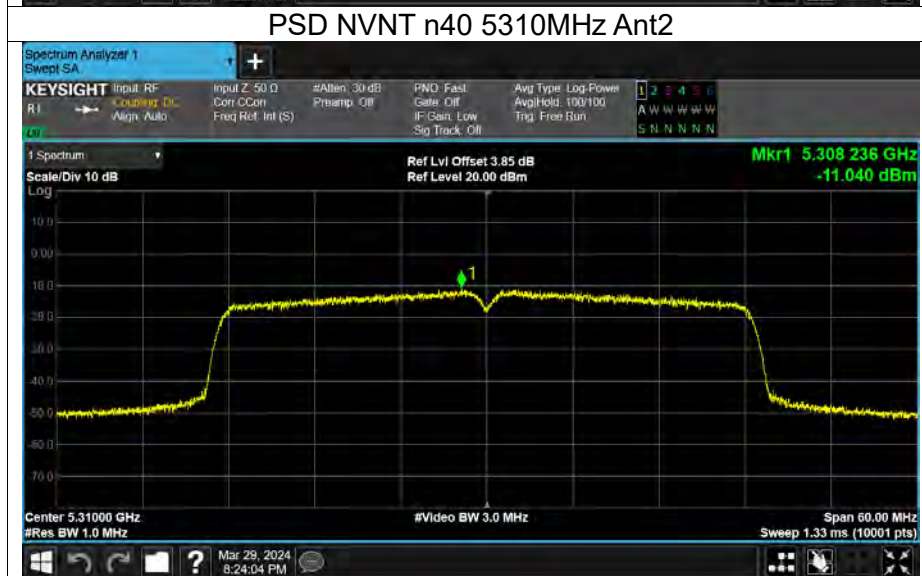 PSD NVNT n40 5310MHz Ant2
Spectrum Analyzer 1
Swept SA
+
KEYSIGHT Input: RF
Coupling: DC
Align: Auto
Input Z: 50 Ω
Corr CCorr
Freq Ref: Int (S)
#Atten: 30 dB
Preamp: Off
PNO: Fast
Gate: Off
IF Gain: Low
Sig Track: Off
Avg Type: Log-Power
Avg|Hold: 100/100
Trig: Free Run
1 2 3 4 5 6
A W W W W W
S N N N N N
1 Spectrum
Scale/Div 10 dB
Ref Lvl Offset 3.85 dB
Ref Level 20.00 dBm
Mkr1 5.308 236 GHz
-11.040 dBm
Log
10.0
0.00
-10.0
-20.0
-30.0
-40.0
-50.0
-60.0
-70.0
1
Center 5.31000 GHz
#Res BW 1.0 MHz
#Video BW 3.0 MHz
Span 60.00 MHz
Sweep 1.33 ms (10001 pts)
?
Mar 29, 2024
8:24:04 PM